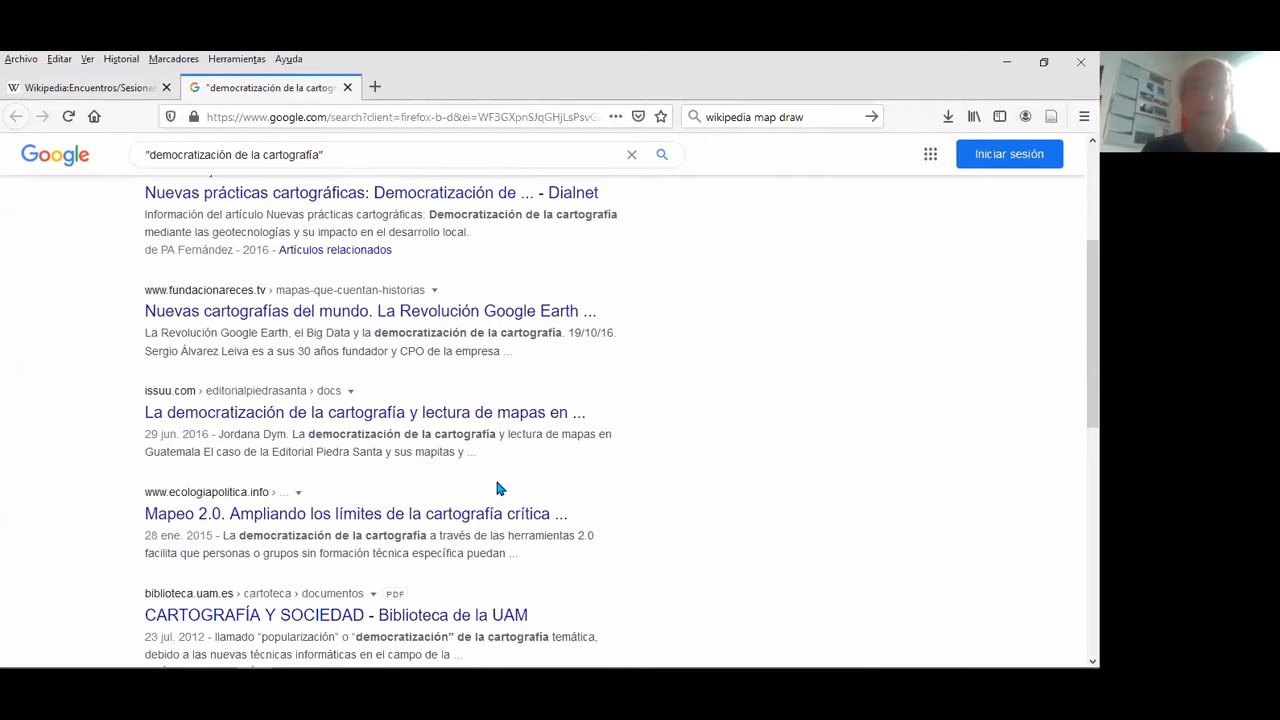 Archivo Editar Ver Historial Marcadores Herramientas Ayuda
W Wikipedia:Encuentros/Sesione
G "democratización de la cartog
https://www.google.com/search?client=firefox-b-d&ei=WF3GXpnSJqGHjLsPsvG
wikipedia map draw
Google
"democratización de la cartografía"
Iniciar sesión
Nuevas prácticas cartográficas: Democratización de ... - Dialnet
Información del artículo Nuevas prácticas cartográficas: Democratización de la cartografía
mediante las geotecnologías y su impacto en el desarrollo local.
de PA Fernández - 2016 - Artículos relacionados
www.fundacionareces.tv › mapas-que-cuentan-historias
Nuevas cartografías del mundo. La Revolución Google Earth ...
La Revolución Google Earth, el Big Data y la democratización de la cartografía. 19/10/16.
Sergio Álvarez Leiva es a sus 30 años fundador y CPO de la empresa ...
issuu.com › editorialpiedrasanta › docs
La democratización de la cartografía y lectura de mapas en ...
29 jun. 2016 - Jordana Dym. La democratización de la cartografía y lectura de mapas en
Guatemala El caso de la Editorial Piedra Santa y sus mapitas y ...
www.ecologiapolitica.info › ...
Mapeo 2.0. Ampliando los límites de la cartografía crítica ...
28 ene. 2015 - La democratización de la cartografía a través de las herramientas 2.0
facilita que personas o grupos sin formación técnica específica puedan ...
biblioteca.uam.es › cartoteca › documentos PDF
CARTOGRAFÍA Y SOCIEDAD - Biblioteca de la UAM
23 jul. 2012 - llamado “popularización” o “democratización” de la cartografía temática,
debido a las nuevas técnicas informáticas en el campo de la ...